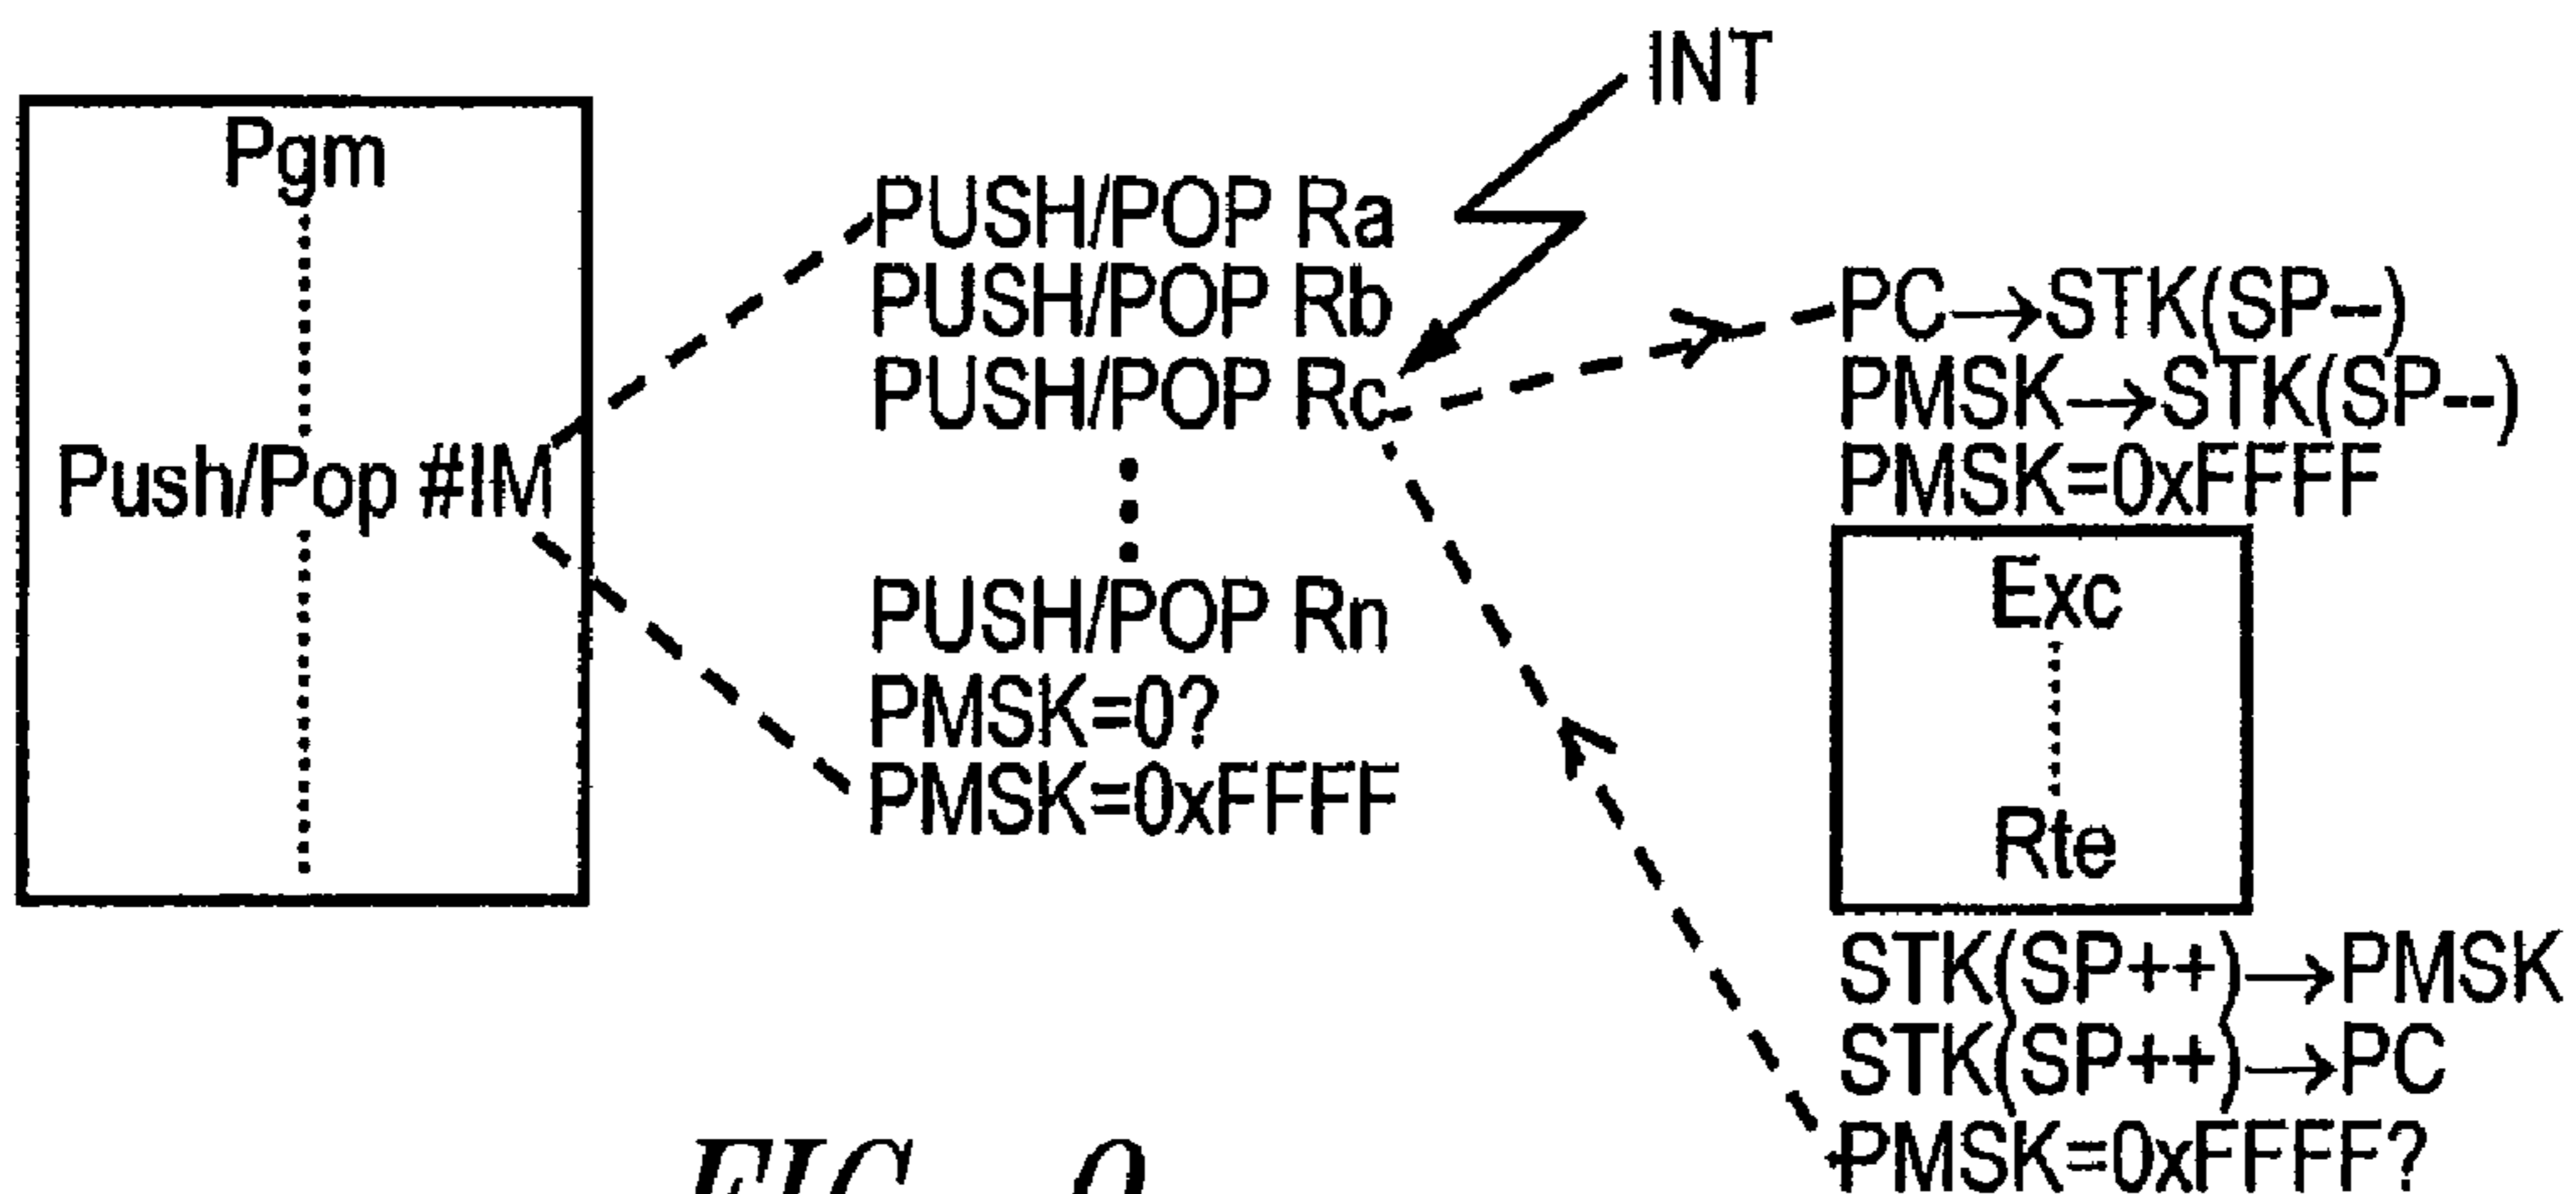 Pgm
Push/Pop #IM
PUSH/POP Ra
PUSH/POP Rb
PUSH/POP Rc
PUSH/POP Rn
PMSK=0?
PMSK=0xFFFF
INT
PC→STK(SP--)
PMSK→STK(SP--)
PMSK=0xFFFF
Exc
Rte
STK(SP++)→PMSK
STK(SP++)→PC
PMSK=0xFFFF?
FIG.